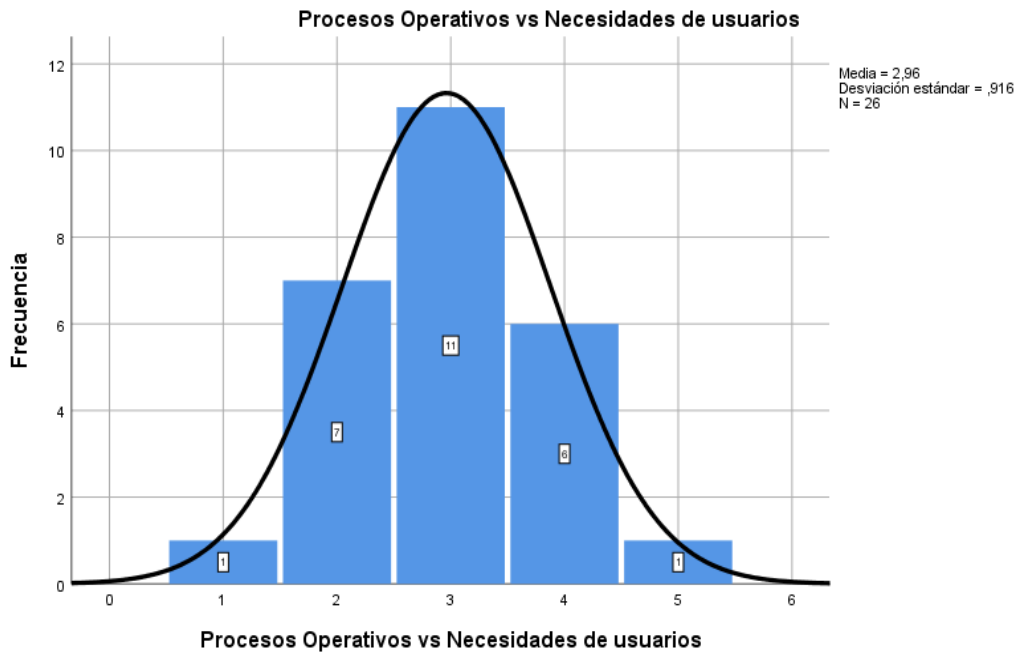 Procesos Operativos vs Necesidades de usuarios
Media = 2,96
Desviación estándar = ,916
N = 26
Frecuencia
12
10
8
6
4
2
0
1
7
11
6
1
0 1 2 3 4 5 6
Procesos Operativos vs Necesidades de usuarios